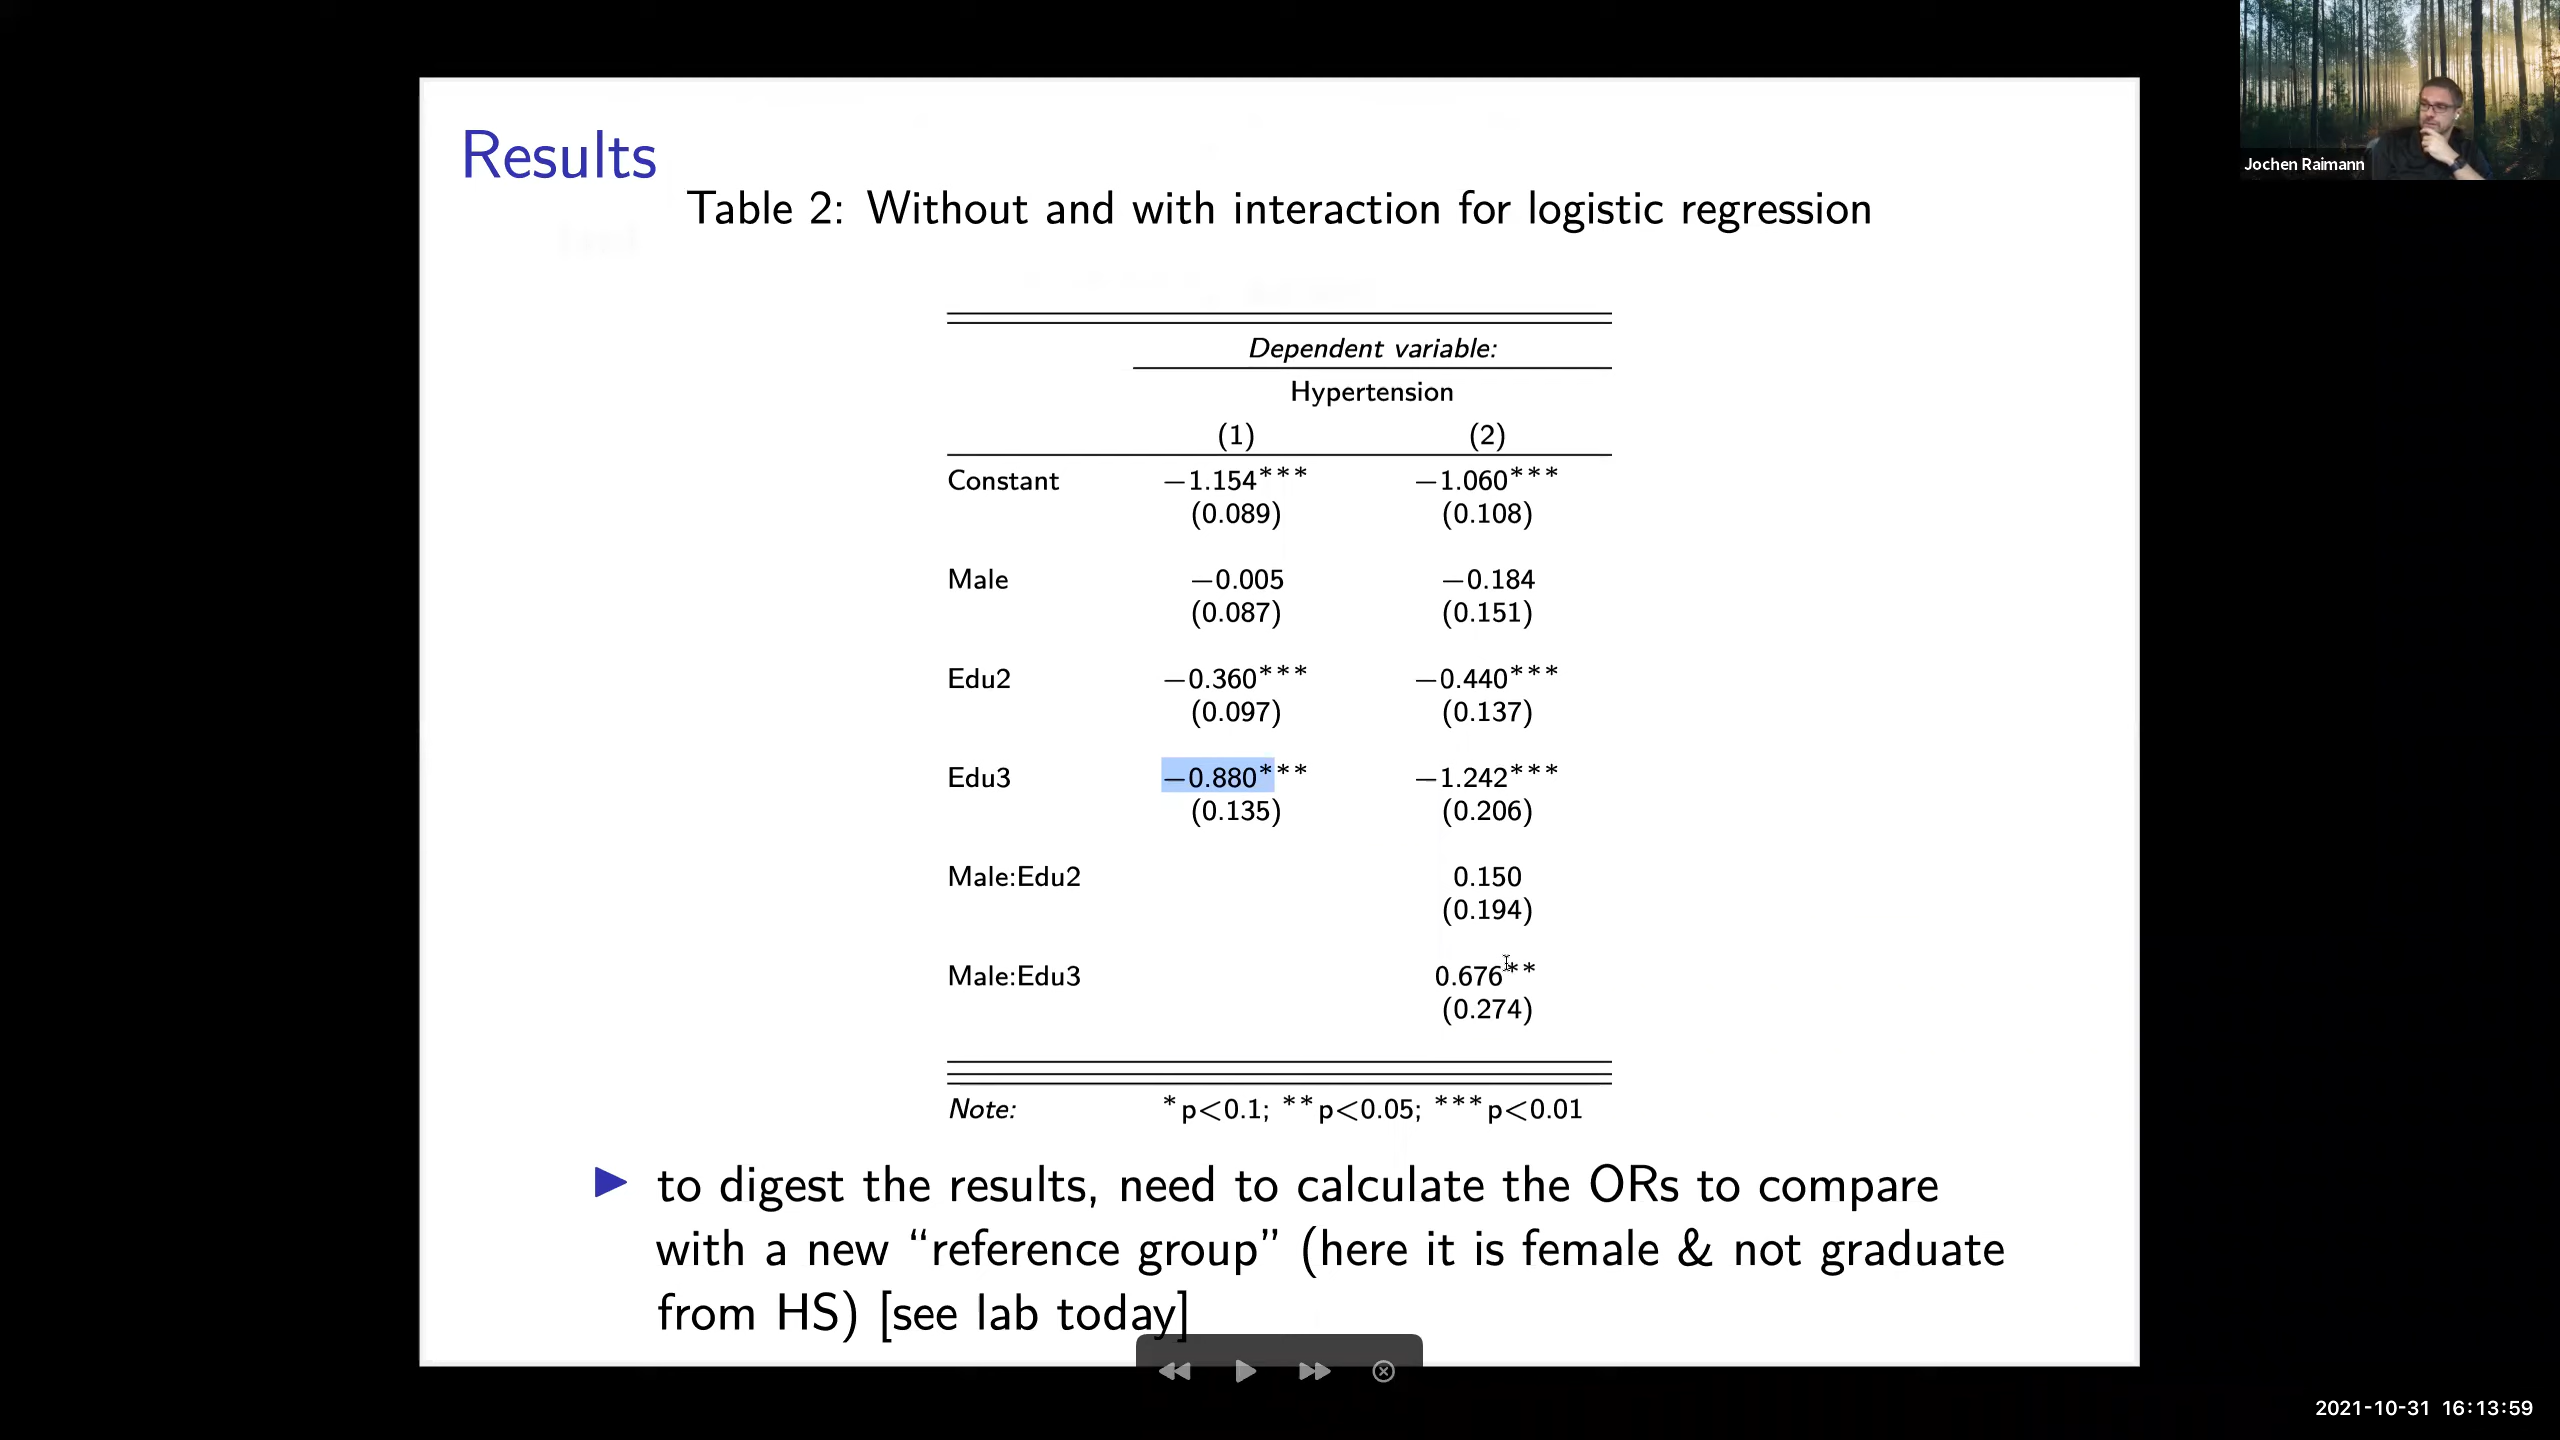 Results
Table 2: Without and with interaction for logistic regression
Dependent variable:
Hypertension
(1) (2)
Constant −1.154*** −1.060***
(0.089) (0.108)
Male −0.005 −0.184
(0.087) (0.151)
Edu2 −0.360*** −0.440***
(0.097) (0.137)
Edu3 −0.880*** −1.242***
(0.135) (0.206)
Male:Edu2 0.150
(0.194)
Male:Edu3 0.676**
(0.274)
Note: *p<0.1; **p<0.05; ***p<0.01
▶ to digest the results, need to calculate the ORs to compare
with a new “reference group” (here it is female & not graduate
from HS) [see lab today]
Jochen Raimann
2021-10-31 16:13:59